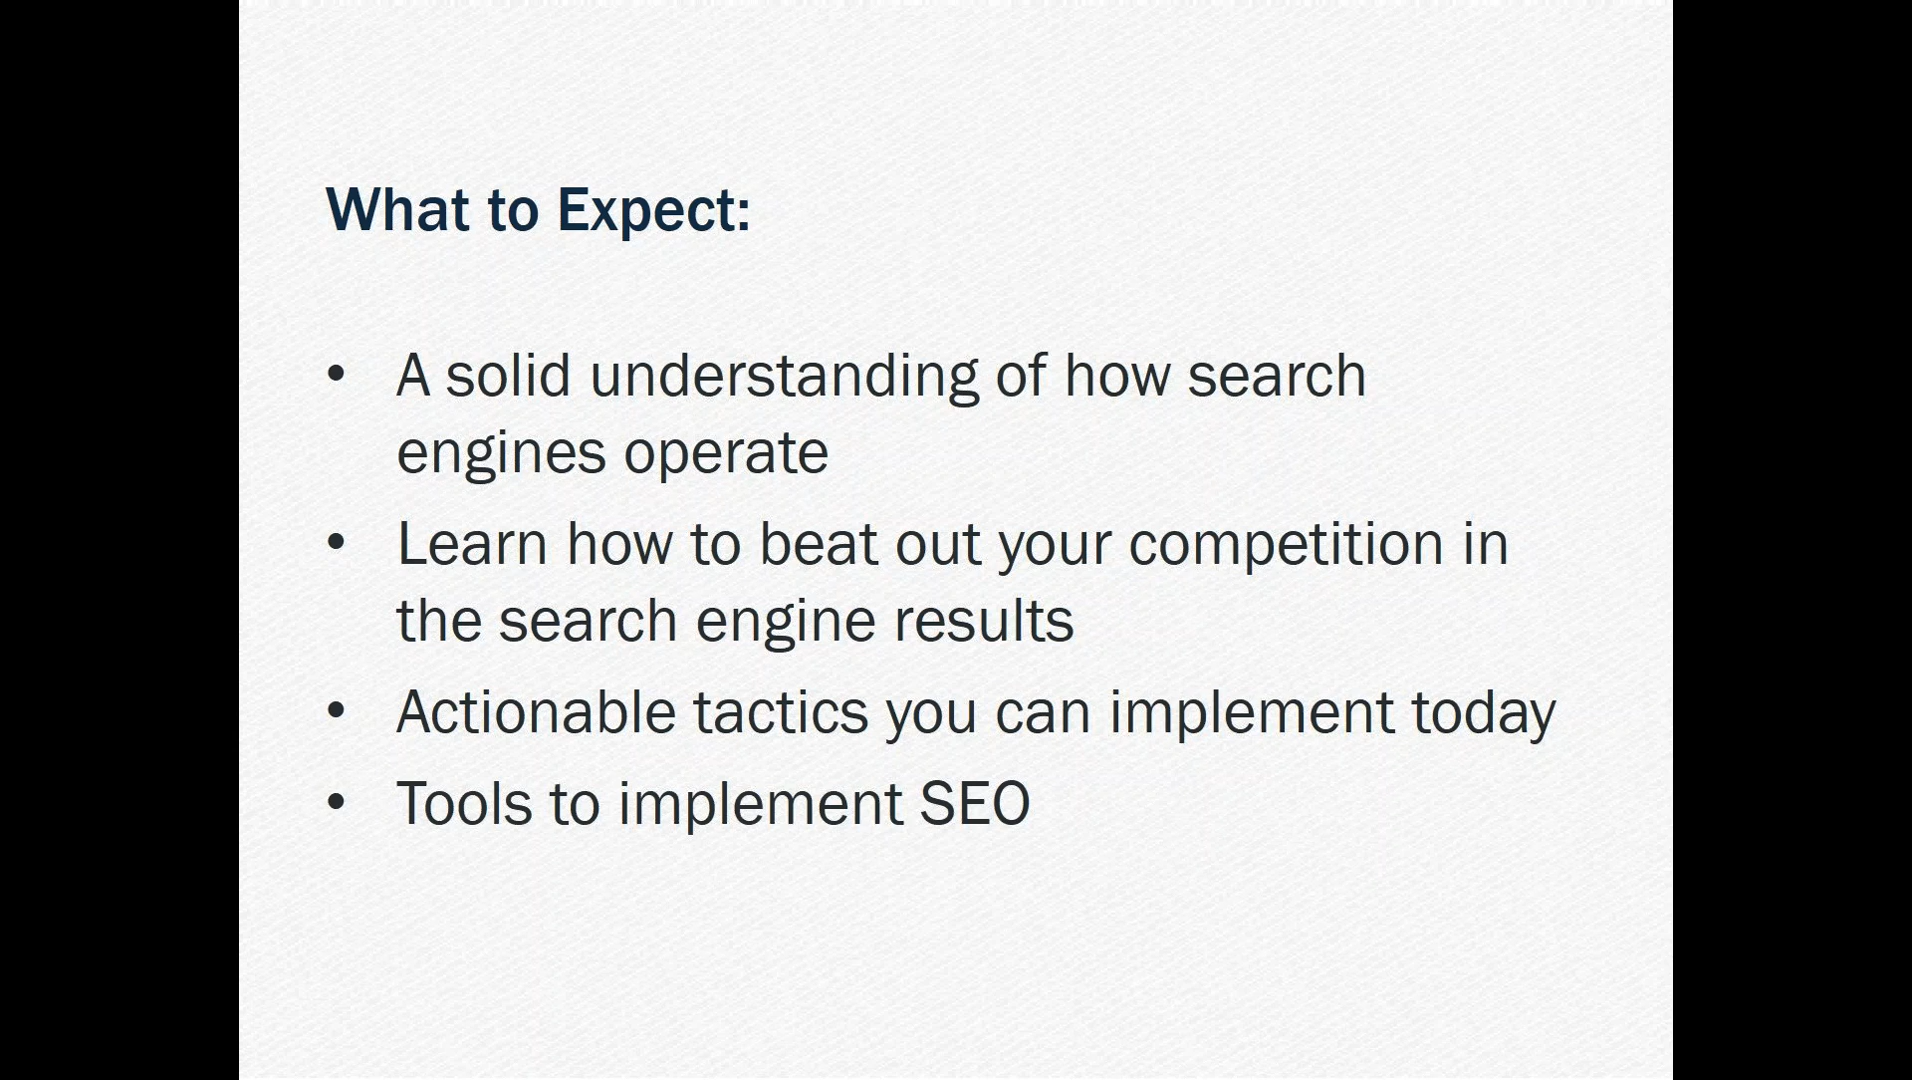 What to Expect:
• A solid understanding of how search
engines operate
• Learn how to beat out your competition in
the search engine results
• Actionable tactics you can implement today
• Tools to implement SEO